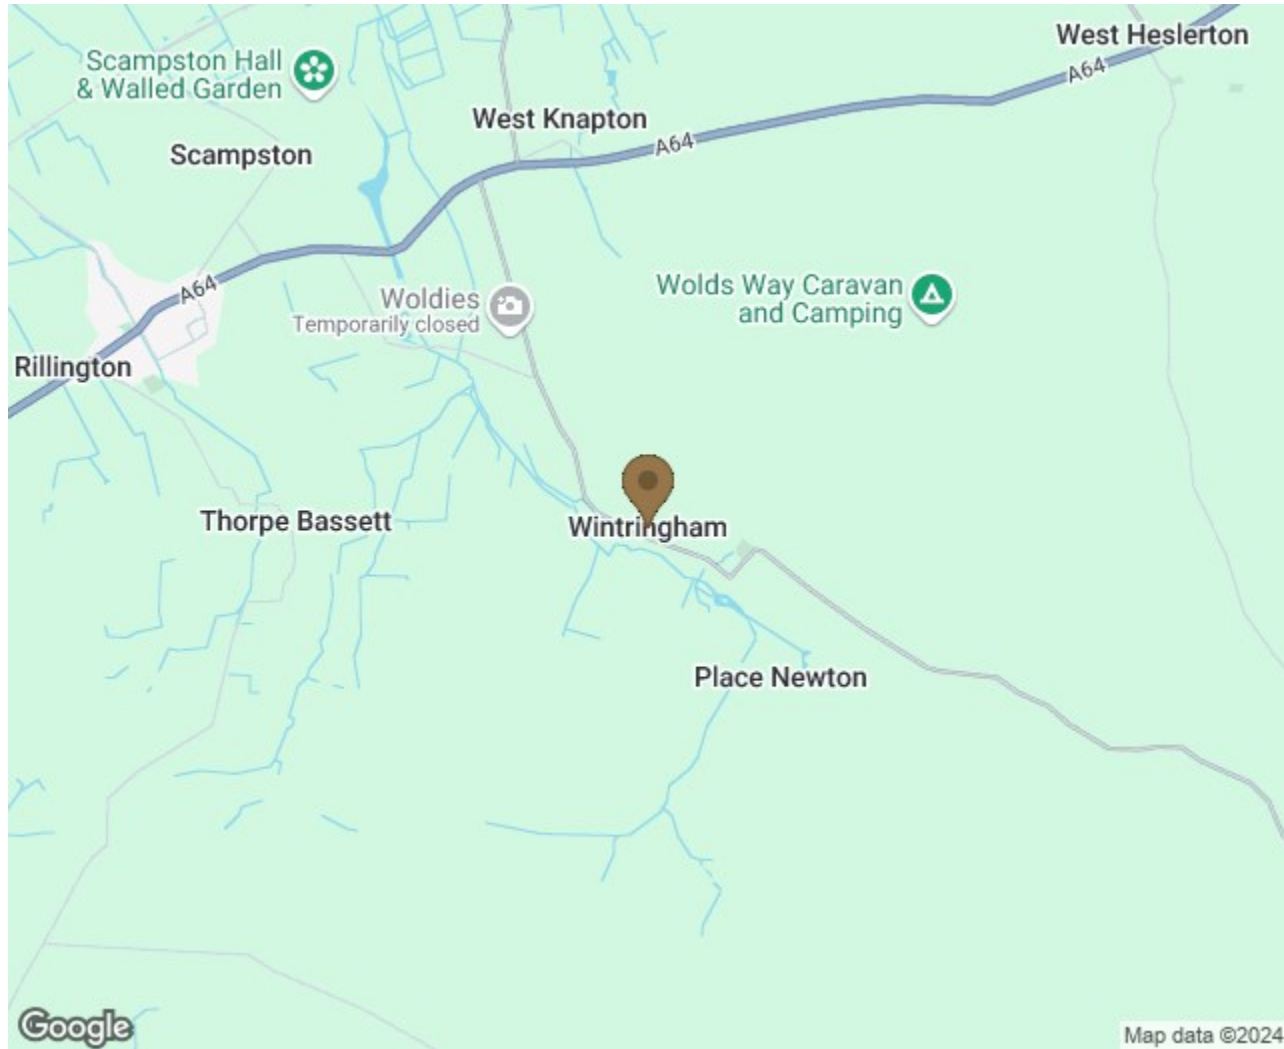 West Heslerton
A64
Scampston Hall
& Walled Garden
West Knapton
A64
Scampston
A64
Wolds Way Caravan
and Camping
Woldies
Temporarily closed
Rillington
Thorpe Bassett
Wintringham
Place Newton
Google
Map data ©2024